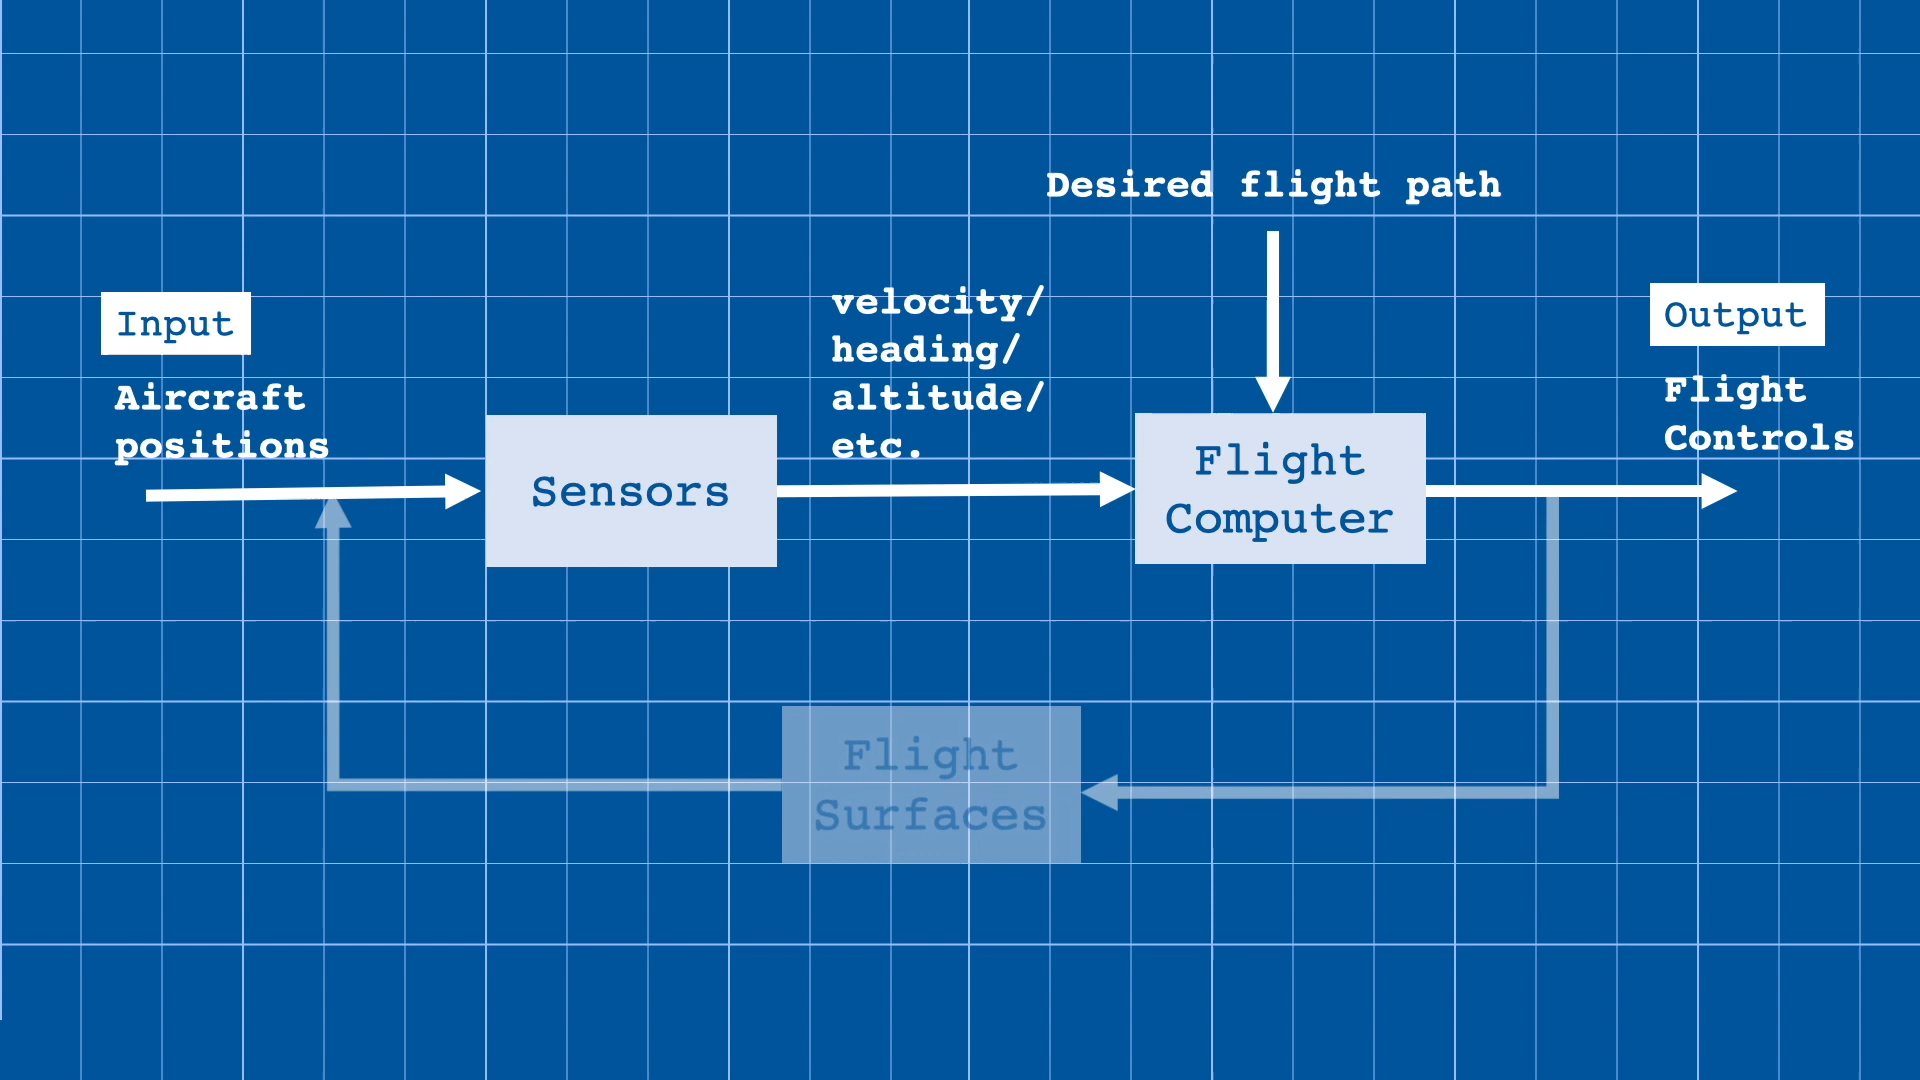 Desired flight path
Input
Aircraft
positions
Sensors
velocity/
heading/
altitude/
etc.
Flight
Computer
Output
Flight
Controls
Flight
Surfaces